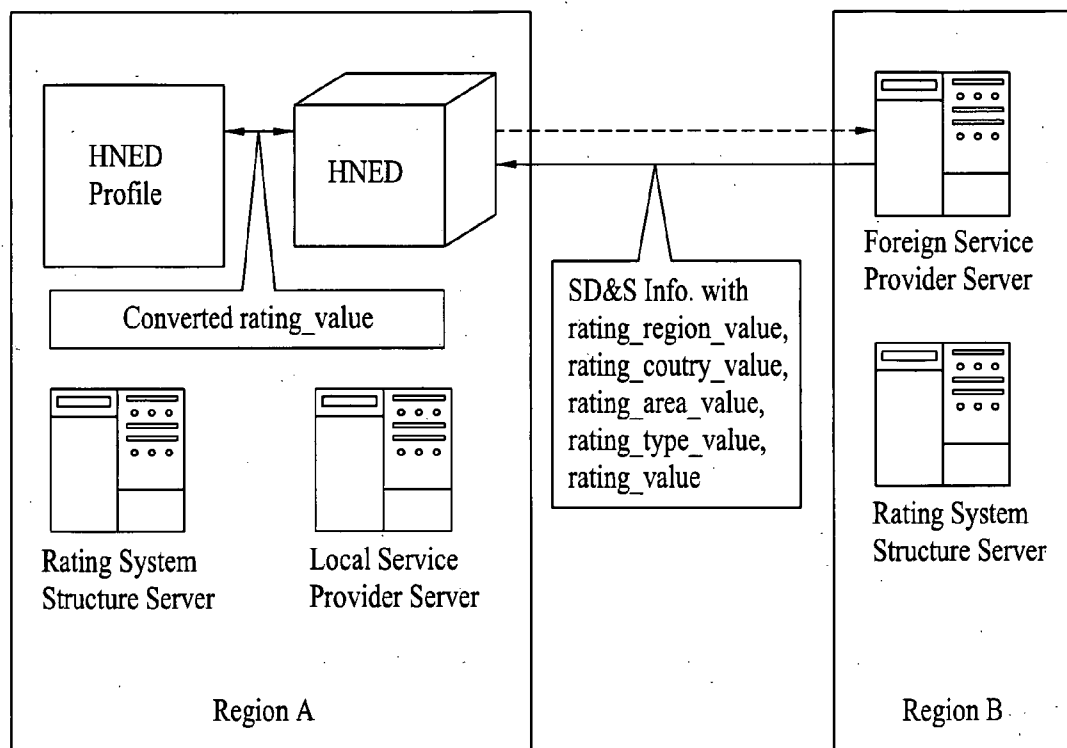 HNED
Profile
HNED
Converted rating_value
SD&S Info. with
rating_region_value,
rating_coutry_value,
rating_area_value,
rating_type_value,
rating_value
Foreign Service
Provider Server
Rating System
Structure Server
Local Service
Provider Server
Rating System
Structure Server
Region A
Region B